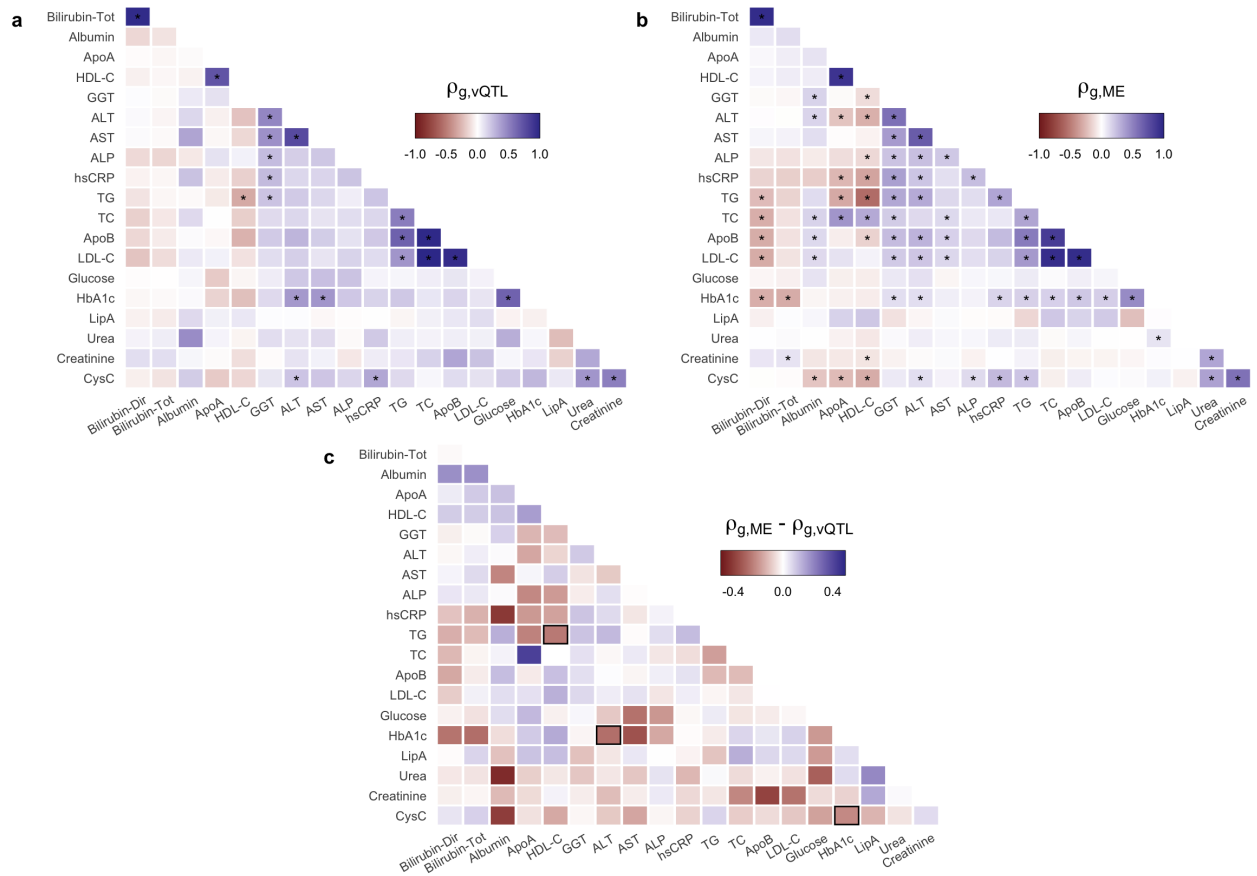 a
Bilirubin-Tot
Albumin
ApoA
HDL-C
GGT
ALT
AST
ALP
hsCRP
TG
TC
ApoB
LDL-C
Glucose
HbA1c
LipA
Urea
Creatinine
CysC
* 
*
*
* *
*
*
* *
*
* *
*
* * *
* *
* * * *
Bilirubin-Dir
Bilirubin-Tot
Albumin
ApoA
HDL-C
GGT
ALT
AST
ALP
hsCRP
TG
TC
ApoB
LDL-C
Glucose
HbA1c
LipA
Urea
Creatinine
ρg,vQTL
-1.0 -0.5 0.0 0.5 1.0
b
Bilirubin-Tot
Albumin
ApoA
HDL-C
GGT
ALT
AST
ALP
hsCRP
TG
TC
ApoB
LDL-C
Glucose
HbA1c
LipA
Urea
Creatinine
CysC
*
*
* *
* * * *
* *
* * * *
* * * * *
* * * * * *
* * * * * * *
* * * * * * * *
* * * * * * * *
* * * * * * * * * *
*
* * *
* * * * * * * * *
Bilirubin-Dir
Bilirubin-Tot
Albumin
ApoA
HDL-C
GGT
ALT
AST
ALP
hsCRP
TG
TC
ApoB
LDL-C
Glucose
HbA1c
LipA
Urea
Creatinine
ρg,ME
-1.0 -0.5 0.0 0.5 1.0
c
Bilirubin-Tot
Albumin
ApoA
HDL-C
GGT
ALT
AST
ALP
hsCRP
TG
TC
ApoB
LDL-C
Glucose
HbA1c
LipA
Urea
Creatinine
CysC
Bilirubin-Dir
Bilirubin-Tot
Albumin
ApoA
HDL-C
GGT
ALT
AST
ALP
hsCRP
TG
TC
ApoB
LDL-C
Glucose
HbA1c
LipA
Urea
Creatinine
ρg,ME - ρg,vQTL
-0.4 0.0 0.4